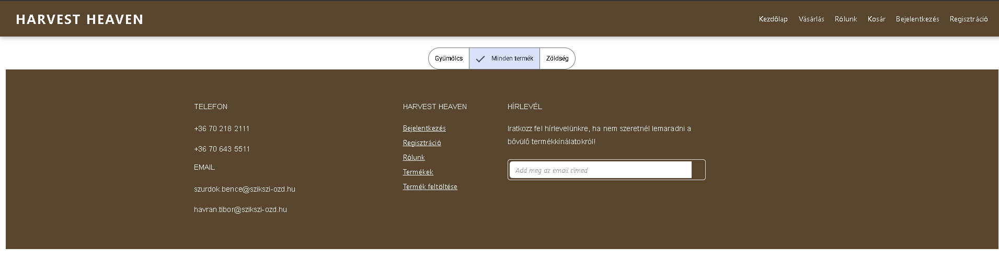 HARVEST HEAVEN
Kezdőlap Vásárlás Rólunk Kosár Bejelentkezés Regisztráció
Gyümölcs Minden termék Zöldség
TELEFON
+36 70 218 2111
+36 70 643 5511
EMAIL
szurdok.bence@szikszi-ozd.hu
havran.tibor@szikszi-ozd.hu
HARVEST HEAVEN
Bejelentkezés
Regisztráció
Rólunk
Termékek
Termék feltöltése
HÍRLEVÉL
Iratkozz fel hírlevelünkre, ha nem szeretnél lemaradni a
bővülő termékkínálatokról!
Add meg az email címed